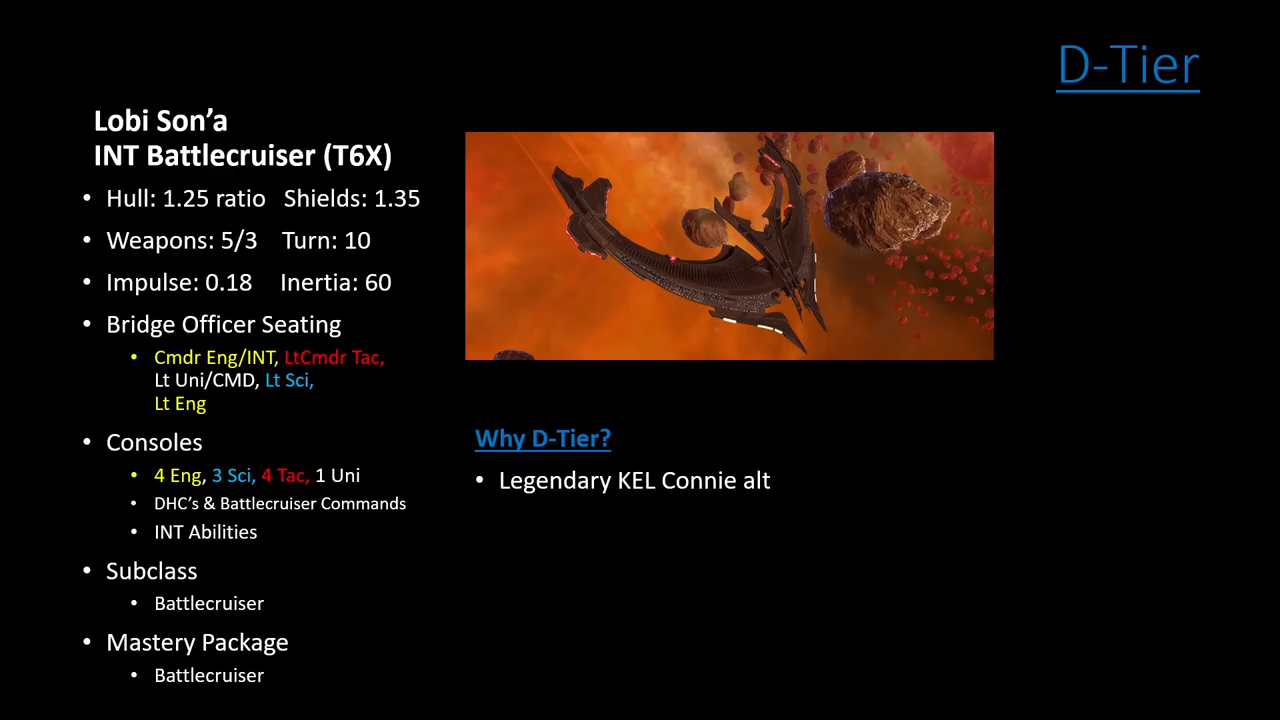 D-Tier
Lobi Son’a
INT Battlecruiser (T6X)
• Hull: 1.25 ratio Shields: 1.35
• Weapons: 5/3 Turn: 10
• Impulse: 0.18 Inertia: 60
• Bridge Officer Seating
• Cmdr Eng/INT, LtCmdr Tac,
Lt Uni/CMD, Lt Sci,
Lt Eng
• Consoles
• 4 Eng, 3 Sci, 4 Tac, 1 Uni
• DHC’s & Battlecruiser Commands
• INT Abilities
• Subclass
• Battlecruiser
• Mastery Package
• Battlecruiser
Why D-Tier?
• Legendary KEL Connie alt